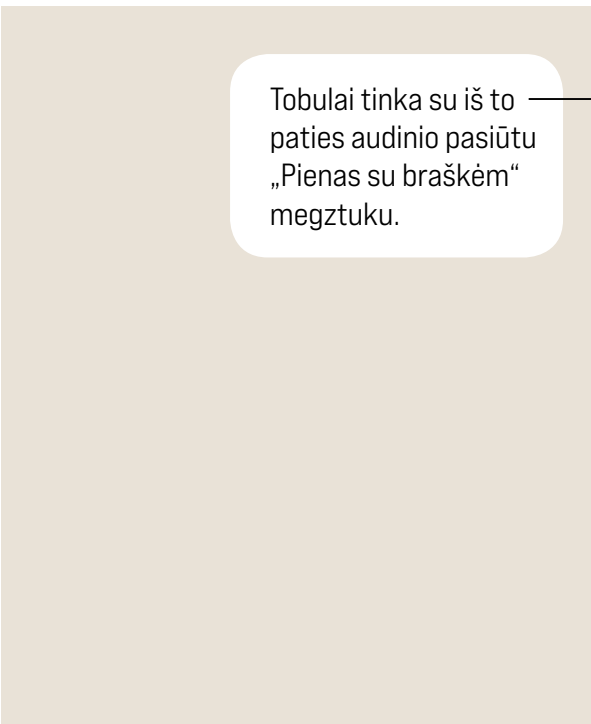 Tobulai tinka su iš to
paties audinio pasiūtu
„Pienas su braškėm“
megztuku.